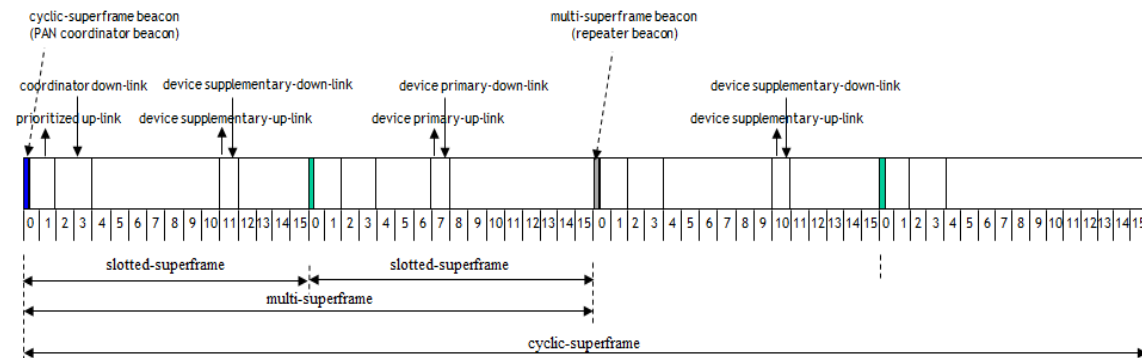 cyclic-superframe beacon
(PAN coordinator beacon)
multi-superframe beacon
(repeater beacon)
coordinator down-link
device supplementary-down-link
device primary-down-link
device supplementary-down-link
prioritized up-link
device supplementary-up-link
device primary-up-link
device supplementary-up-link
0 1 2 3 4 5 6 7 8 9 10 11 12 13 14 15 0 1 2 3 4 5 6 7 8 9 10 11 12 13 14 15 0 1 2 3 4 5 6 7 8 9 10 11 12 13 14 15 0 1 2 3 4 5 6 7 8 9 10 11 12 13 14 15
slotted-superframe
slotted-superframe
multi-superframe
cyclic-superframe